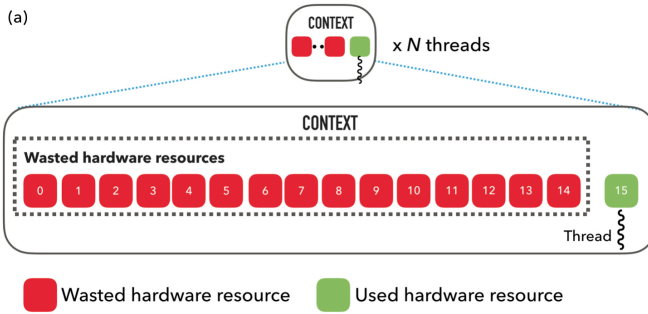 (a)
CONTEXT
x N threads
CONTEXT
Wasted hardware resources
0 1 2 3 4 5 6 7 8 9 10 11 12 13 14 15
Thread
Wasted hardware resource Used hardware resource